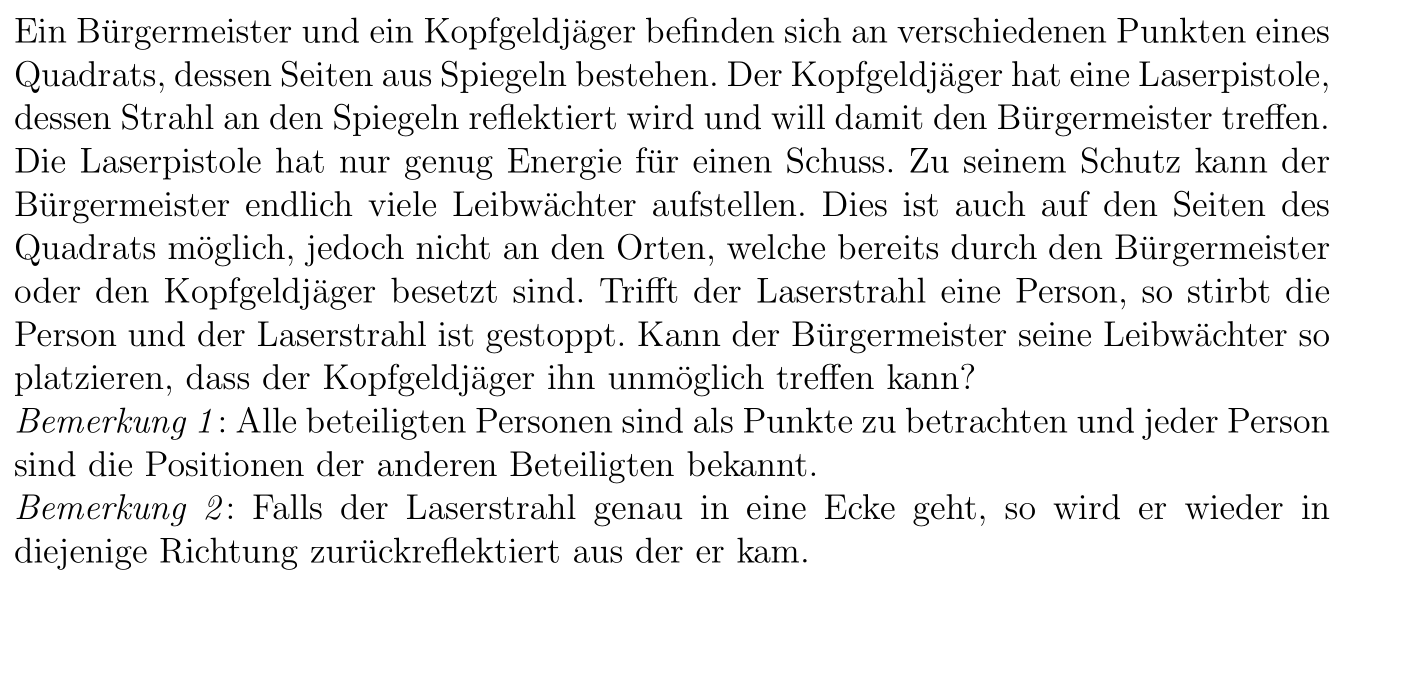 Ein Bürgermeister und ein Kopfgeldjäger befinden sich an verschiedenen Punkten eines
Quadrats, dessen Seiten aus Spiegeln bestehen. Der Kopfgeldjäger hat eine Laserpistole,
dessen Strahl an den Spiegeln reflektiert wird und will damit den Bürgermeister treffen.
Die Laserpistole hat nur genug Energie für einen Schuss. Zu seinem Schutz kann der
Bürgermeister endlich viele Leibwächter aufstellen. Dies ist auch auf den Seiten des
Quadrats möglich, jedoch nicht an den Orten, welche bereits durch den Bürgermeister
oder den Kopfgeldjäger besetzt sind. Trifft der Laserstrahl eine Person, so stirbt die
Person und der Laserstrahl ist gestoppt. Kann der Bürgermeister seine Leibwächter so
platzieren, dass der Kopfgeldjäger ihn unmöglich treffen kann?
Bemerkung 1: Alle beteiligten Personen sind als Punkte zu betrachten und jeder Person
sind die Positionen der anderen Beteiligten bekannt.
Bemerkung 2: Falls der Laserstrahl genau in eine Ecke geht, so wird er wieder in
diejenige Richtung zurückreflektiert aus der er kam.